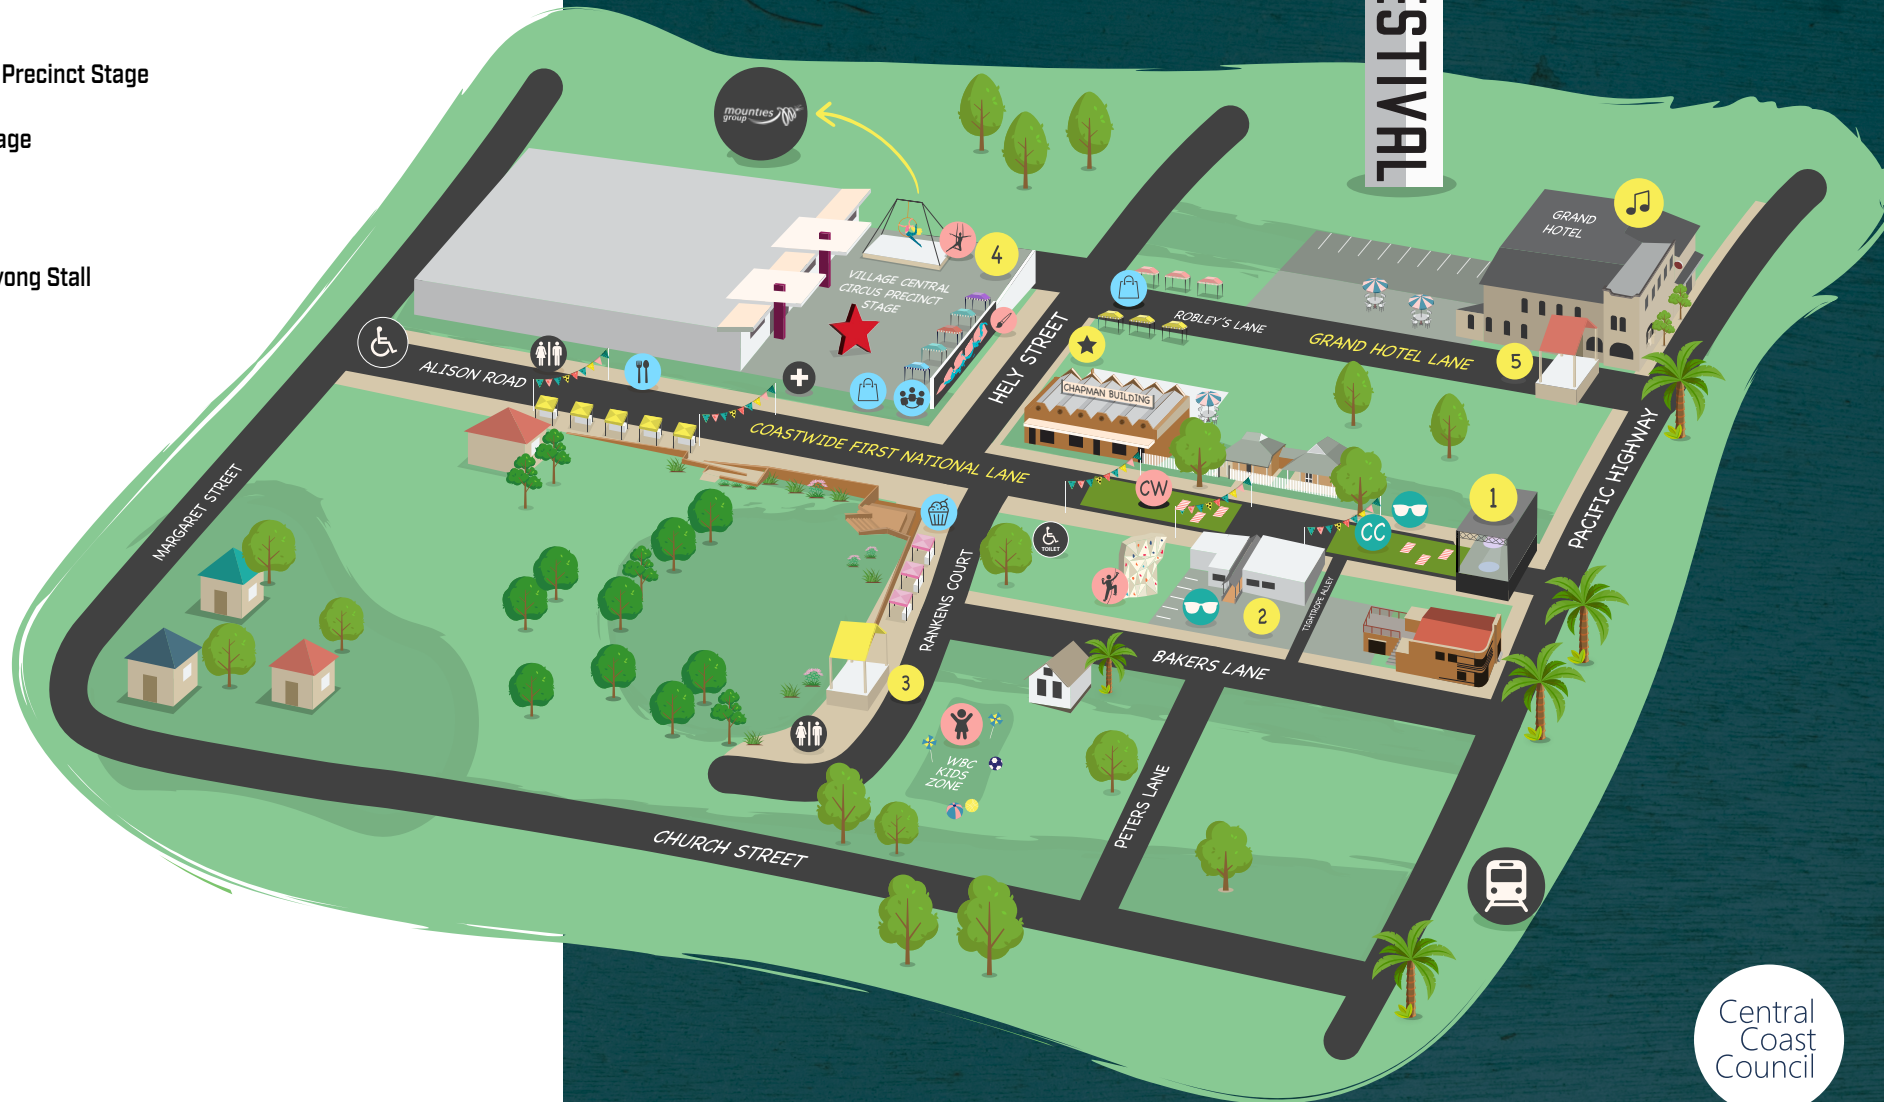 Precinct Stage
age
yong Stall
STIVAL
mounties
group
4
VILLAGE CENTRAL
CIRCUS PRECINCT
STAGE
GRAND
HOTEL
ROBLEY'S LANE
GRAND HOTEL LANE
5
HELY STREET
ALISON ROAD
CHAPMAN BUILDING
COASTWIDE FIRST NATIONAL LANE
PACIFIC HIGHWAY
CW
1
CC
MARGARET STREET
TOILET
RANKENS COURT
TIGHTROPE ALLEY
2
BAKERS LANE
3
WBC
KIDS
ZONE
PETERS LANE
CHURCH STREET
Central
Coast
Council